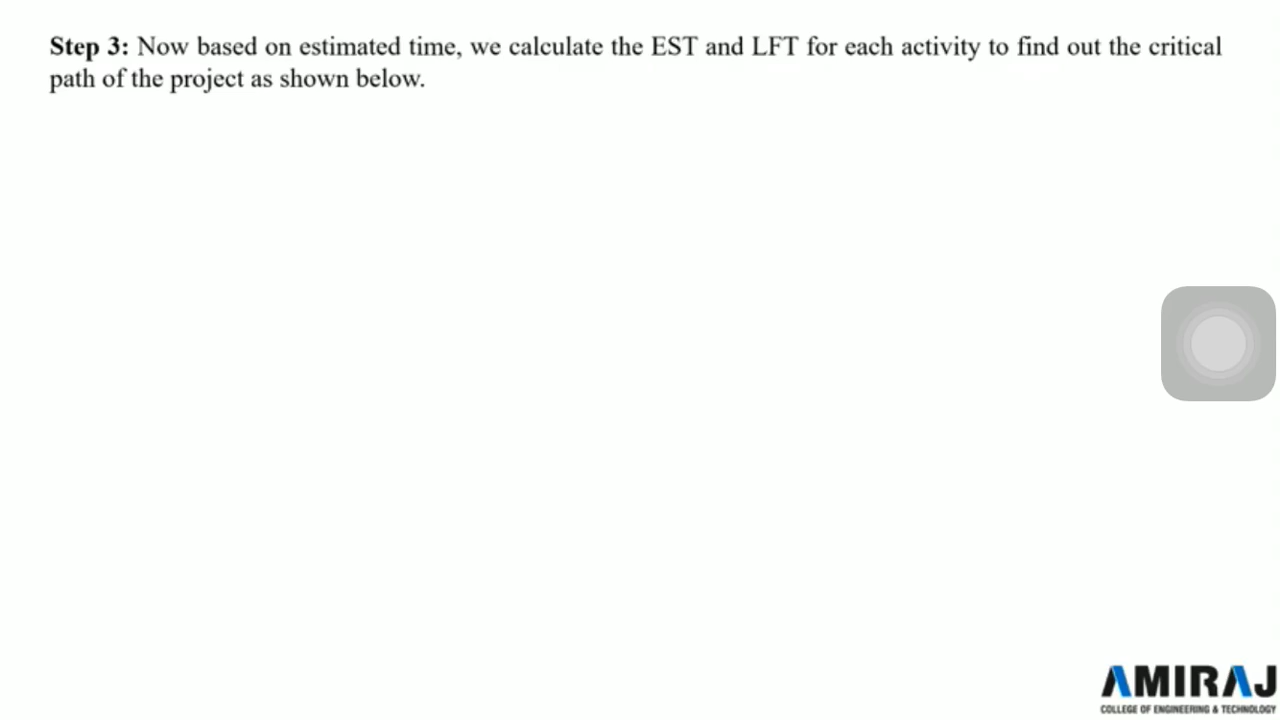 Step 3: Now based on estimated time, we calculate the EST and LFT for each activity to find out the critical
path of the project as shown below.
AMIRAJ
COLLEGE OF ENGINEERING & TECHNOLOGY